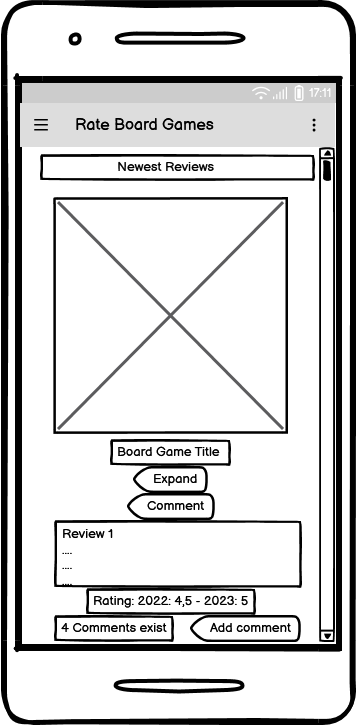 17:11
Rate Board Games
Newest Reviews
Board Game Title
Expand
Comment
Review 1
....
....
....
Rating: 2022: 4,5 - 2023: 5
4 Comments exist
Add comment